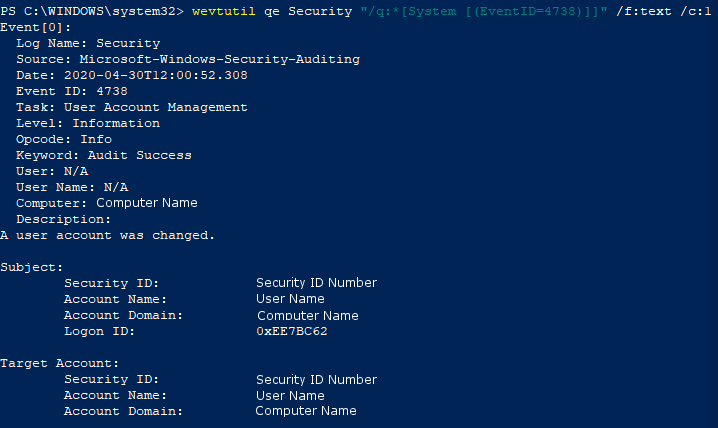 PS C:\WINDOWS\system32> wevtutil qe Security "/q:*[System [(EventID=4738)]]" /f:text /c:1
Event[0]:
Log Name: Security
Source: Microsoft-Windows-Security-Auditing
Date: 2020-04-30T12:00:52.308
Event ID: 4738
Task: User Account Management
Level: Information
Opcode: Info
Keyword: Audit Success
User: N/A
User Name: N/A
Computer: Computer Name
Description:
A user account was changed.
Subject:
Security ID: Security ID Number
Account Name: User Name
Account Domain: Computer Name
Logon ID: 0xEE7BC62
Target Account:
Security ID: Security ID Number
Account Name: User Name
Account Domain: Computer Name